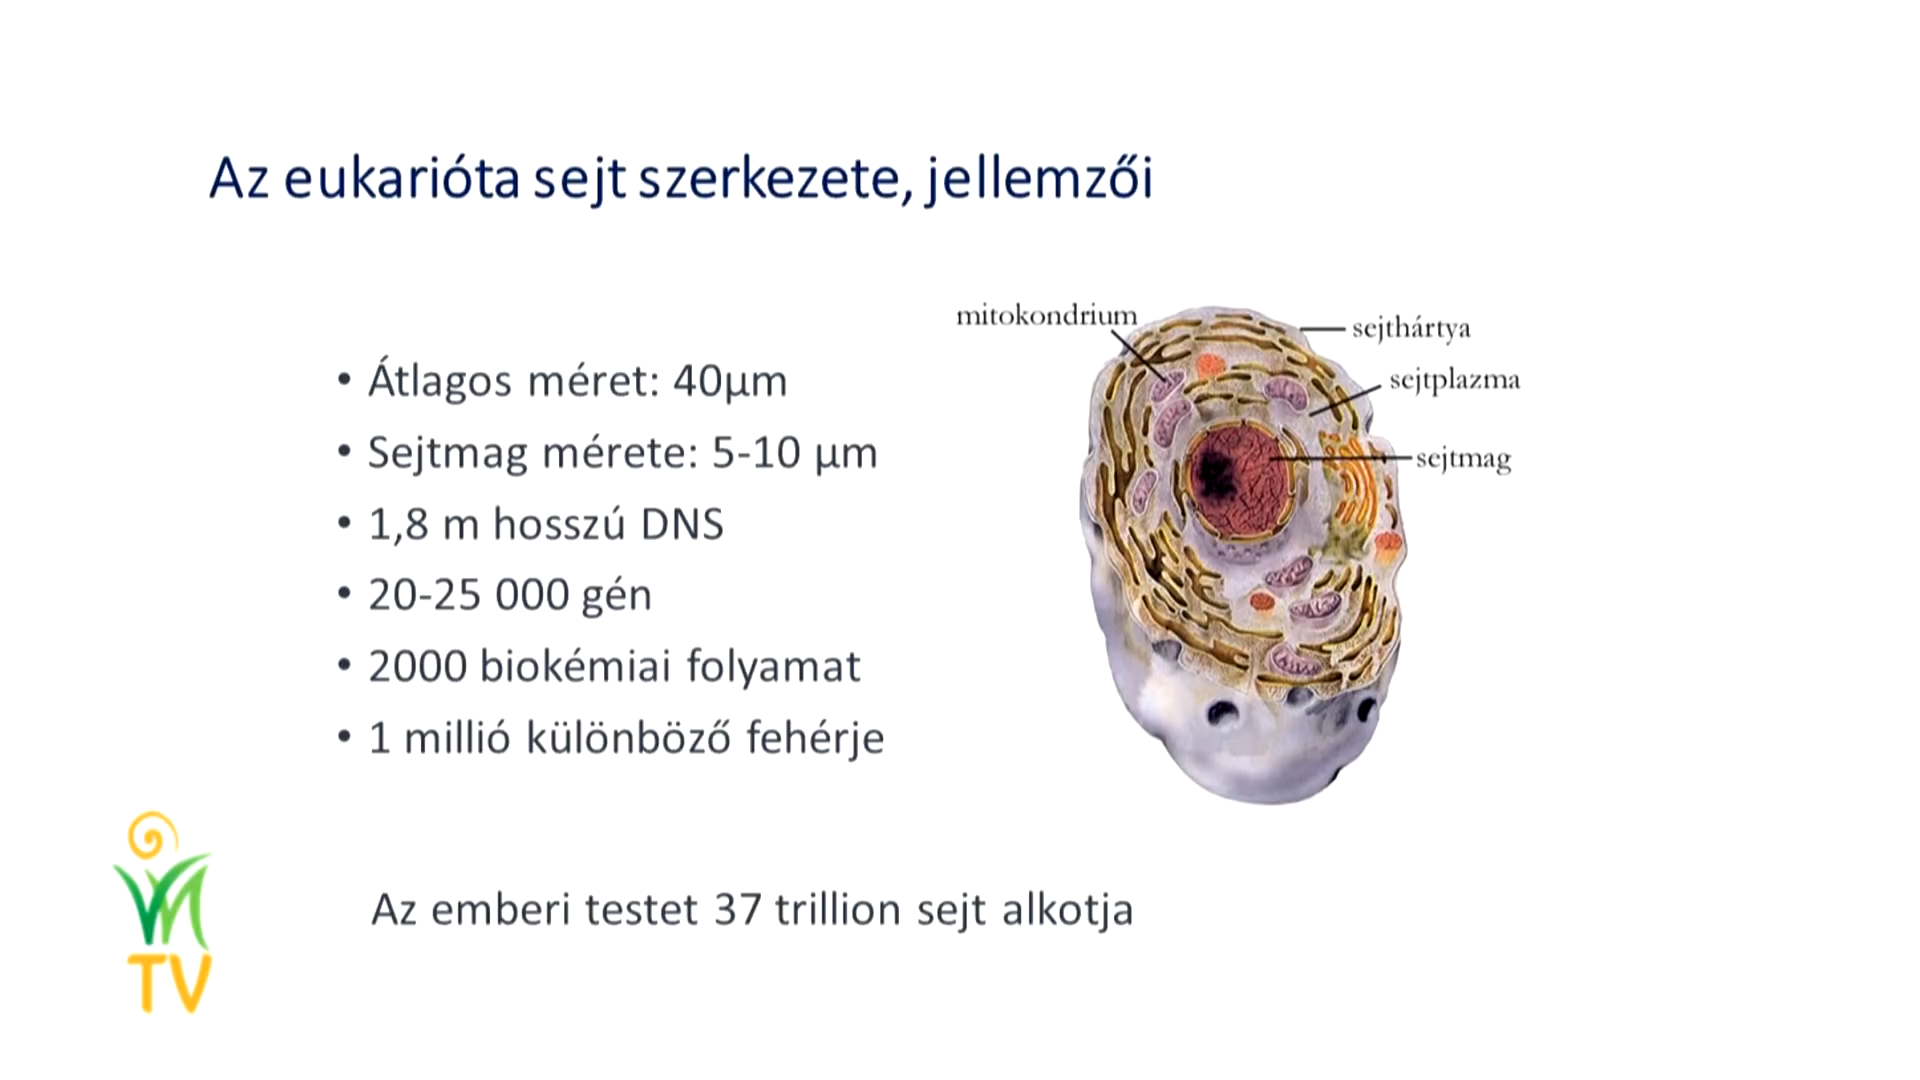 Az eukarióta sejt szerkezete, jellemzői
• Átlagos méret: 40µm
• Sejtmag mérete: 5-10 µm
• 1,8 m hosszú DNS
• 20-25 000 gén
• 2000 biokémiai folyamat
• 1 millió különböző fehérje
mitokondrium
sejthártya
sejtplazma
sejtmag
Az emberi testet 37 trillion sejt alkotja
TV